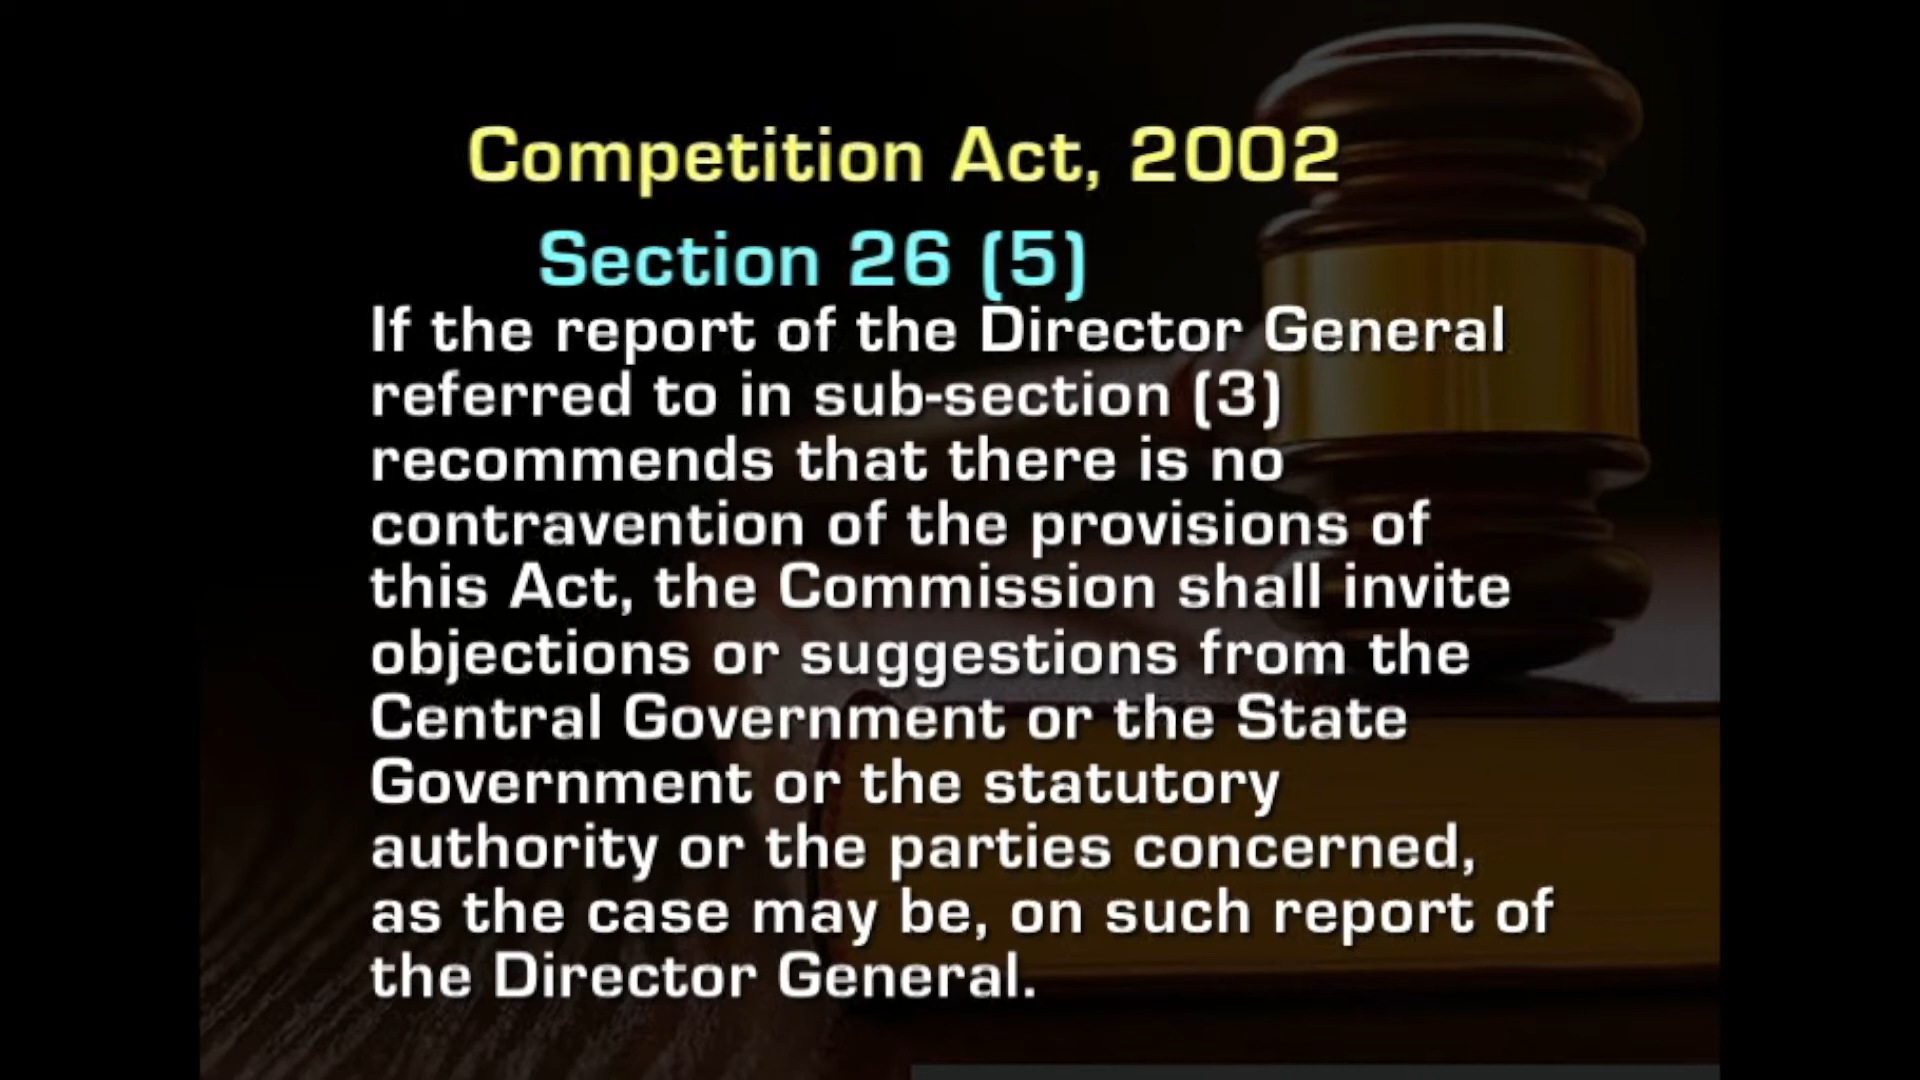 Competition Act, 2002
Section 26 (5)
If the report of the Director General
referred to in sub-section (3)
recommends that there is no
contravention of the provisions of
this Act, the Commission shall invite
objections or suggestions from the
Central Government or the State
Government or the statutory
authority or the parties concerned,
as the case may be, on such report of
the Director General.